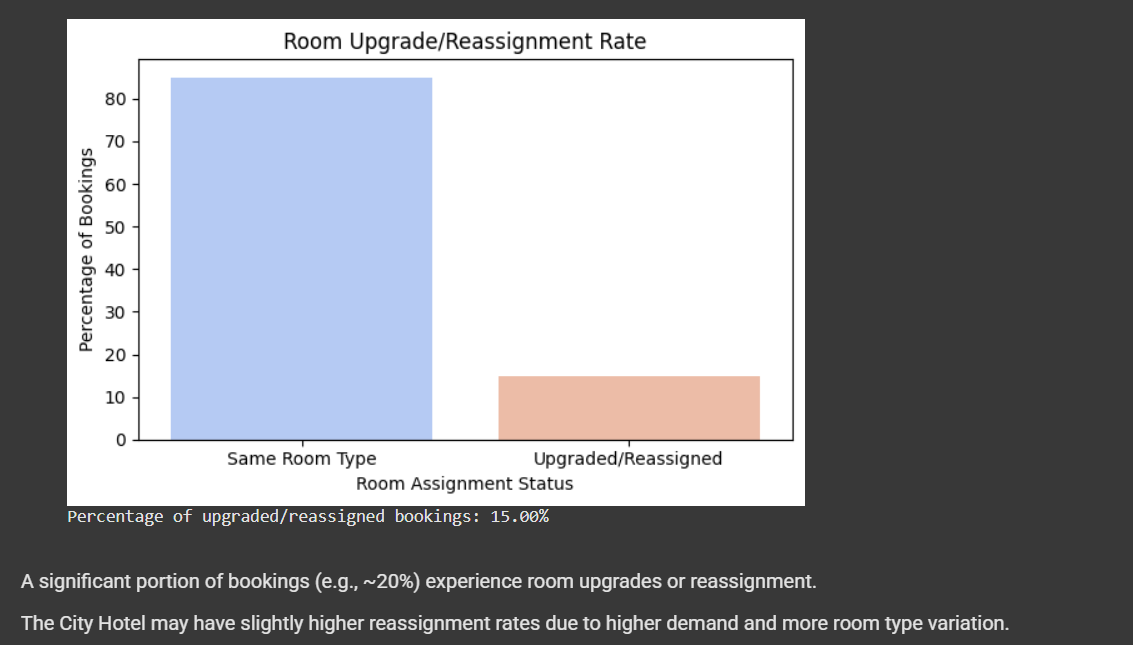 Room Upgrade/Reassignment Rate
Percentage of Bookings
80
70
60
50
40
30
20
10
0
Same Room Type
Upgraded/Reassigned
Room Assignment Status
Percentage of upgraded/reassigned bookings: 15.00%
A significant portion of bookings (e.g., ~20%) experience room upgrades or reassignment.
The City Hotel may have slightly higher reassignment rates due to higher demand and more room type variation.